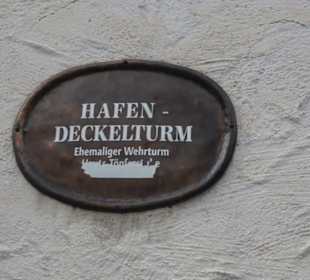 HAFEN -
DECKELTURM
Ehemaliger Wehrturm